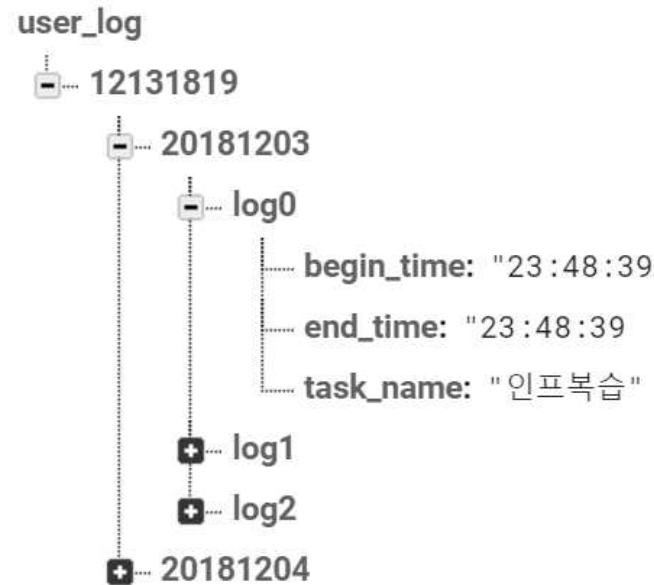 user_log
12131819
20181203
log0
begin_time: "23:48:39
end_time: "23:48:39
task_name: "인프복습"
log1
log2
20181204